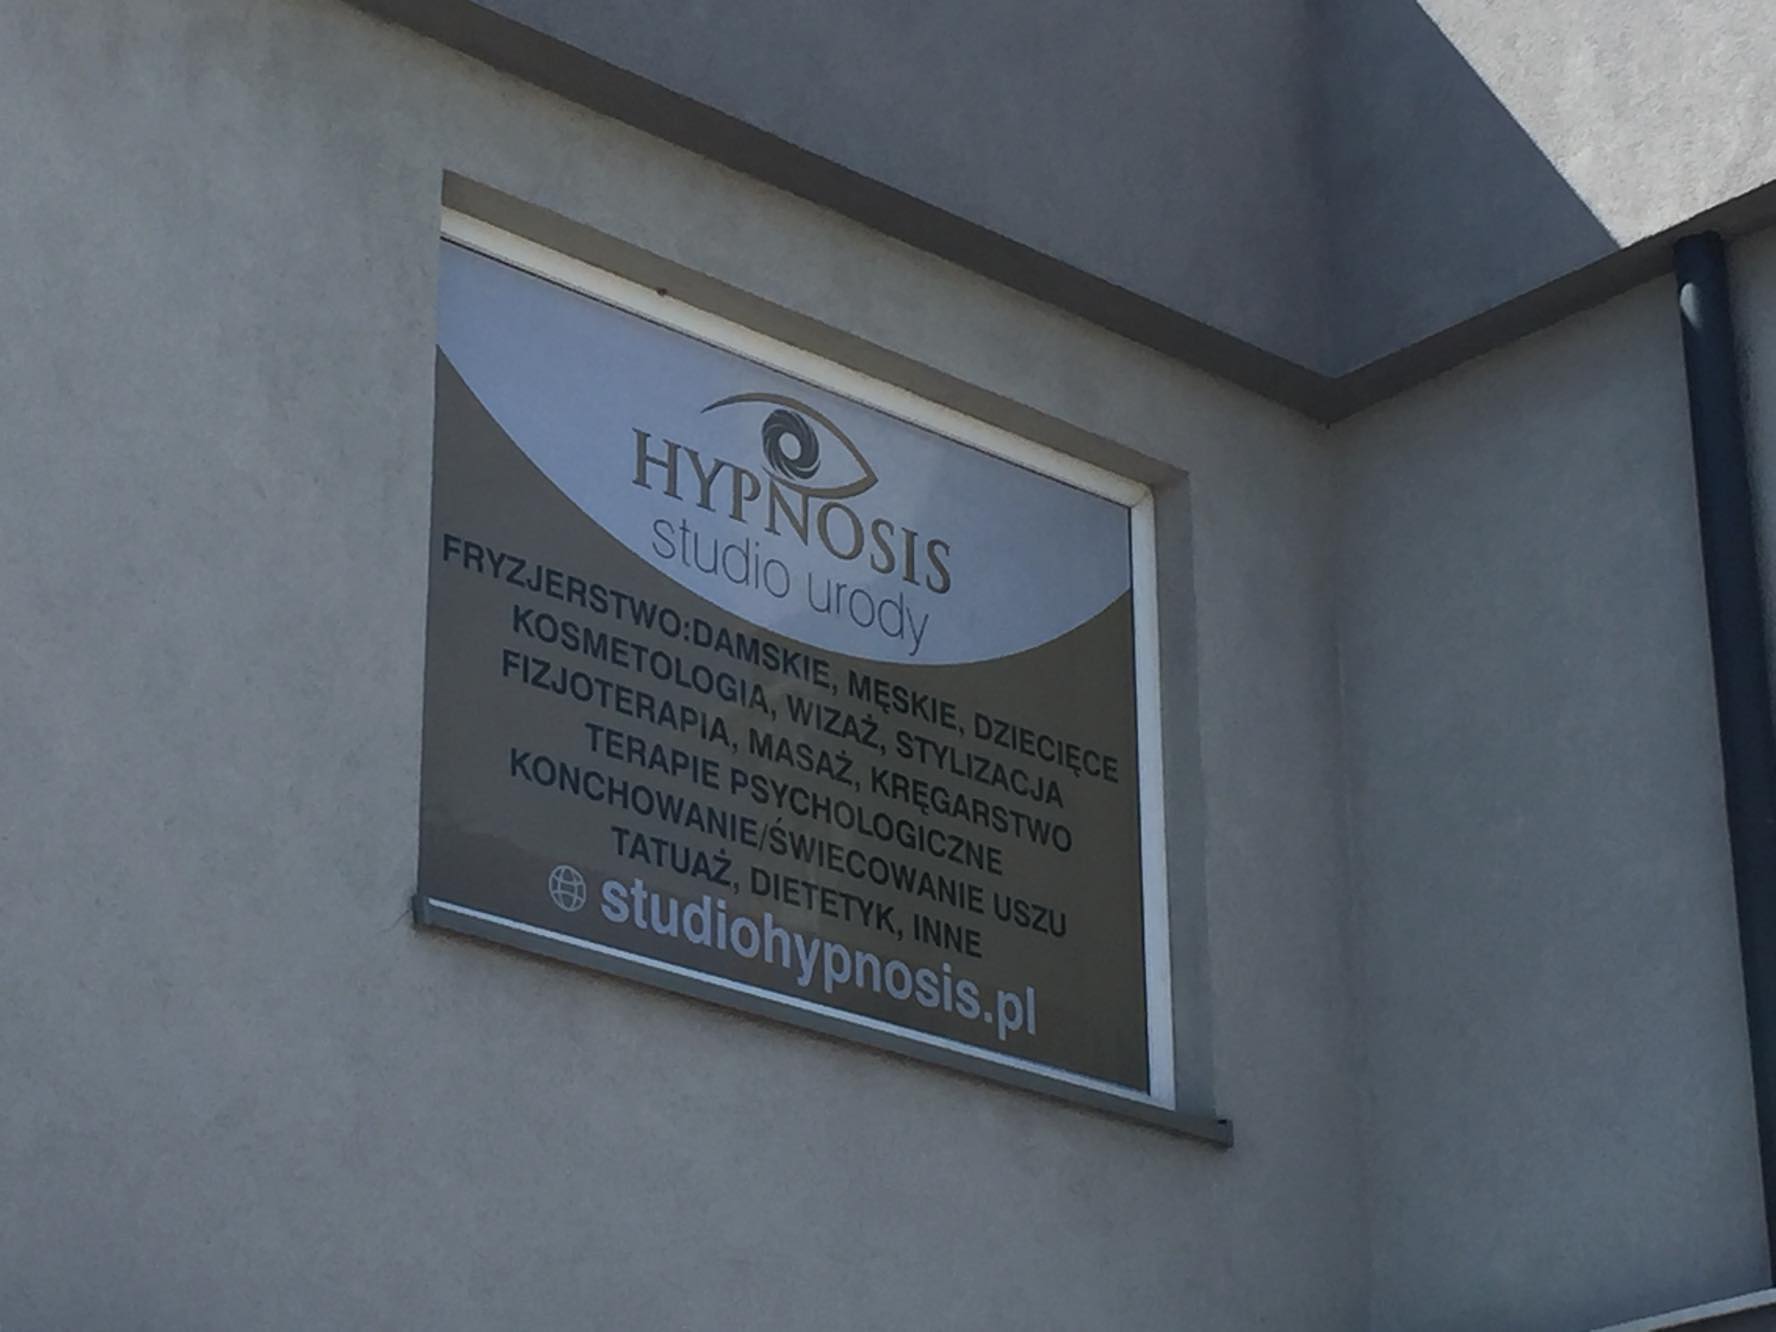 HYPNOSIS
studio urody
FRYZJERSTWO:DAMSKIE, MĘSKIE, DZIECIĘCE
KOSMETOLOGIA, WIZAŻ, STYLIZACJA
FIZJOTERAPIA, MASAŻ, KRĘGARSTWO
TERAPIE PSYCHOLOGICZNE
KONCHOWANIE/ŚWIECOWANIE USZU
TATUAŻ, DIETETYK, INNE
studiohypnosis.pl